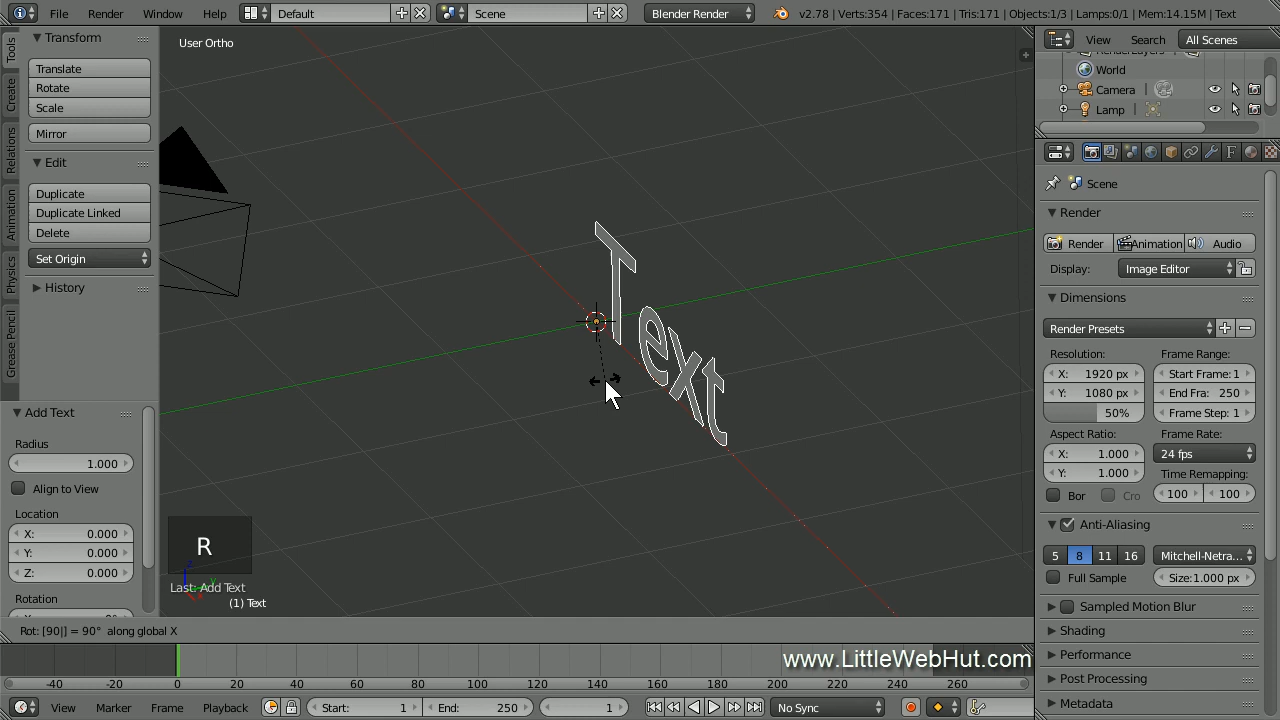 File Render Window Help Default Scene Blender Render v2.78 | Verts:354 | Faces:171 | Tris:171 | Objects:1/3 | Lamps:0/1 | Mem:14.15M | Text
Tools
Create
Relations
Animation
Physics
Grease Pencil
Transform
Translate
Rotate
Scale
Mirror
Edit
Duplicate
Duplicate Linked
Delete
Set Origin
History
Add Text
Radius
1.000
Align to View
Location
X: 0.000
Y: 0.000
Z: 0.000
Rotation
User Ortho
Text
R
Last: Add Text
(1) Text
Rot: [90|] = 90° along global X
View Search All Scenes
World
Camera
Lamp
Scene
Render
Render Animation Audio
Display: Image Editor
Dimensions
Render Presets
Resolution: Frame Range:
X: 1920 px Start Frame: 1
Y: 1080 px End Fra: 250
50% Frame Step: 1
Aspect Ratio: Frame Rate:
X: 1.000 24 fps
Y: 1.000 Time Remapping:
Bor Cro 100 100
Anti-Aliasing
5 8 11 16 Mitchell-Netra...
Full Sample Size:1.000 px
Sampled Motion Blur
Shading
Performance
Post Processing
Metadata
www.LittleWebHut.com
-40 -20 0 20 40 60 80 100 120 140 160 180 200 220 240 260
View Marker Frame Playback Start: 1 End: 250 1 No Sync